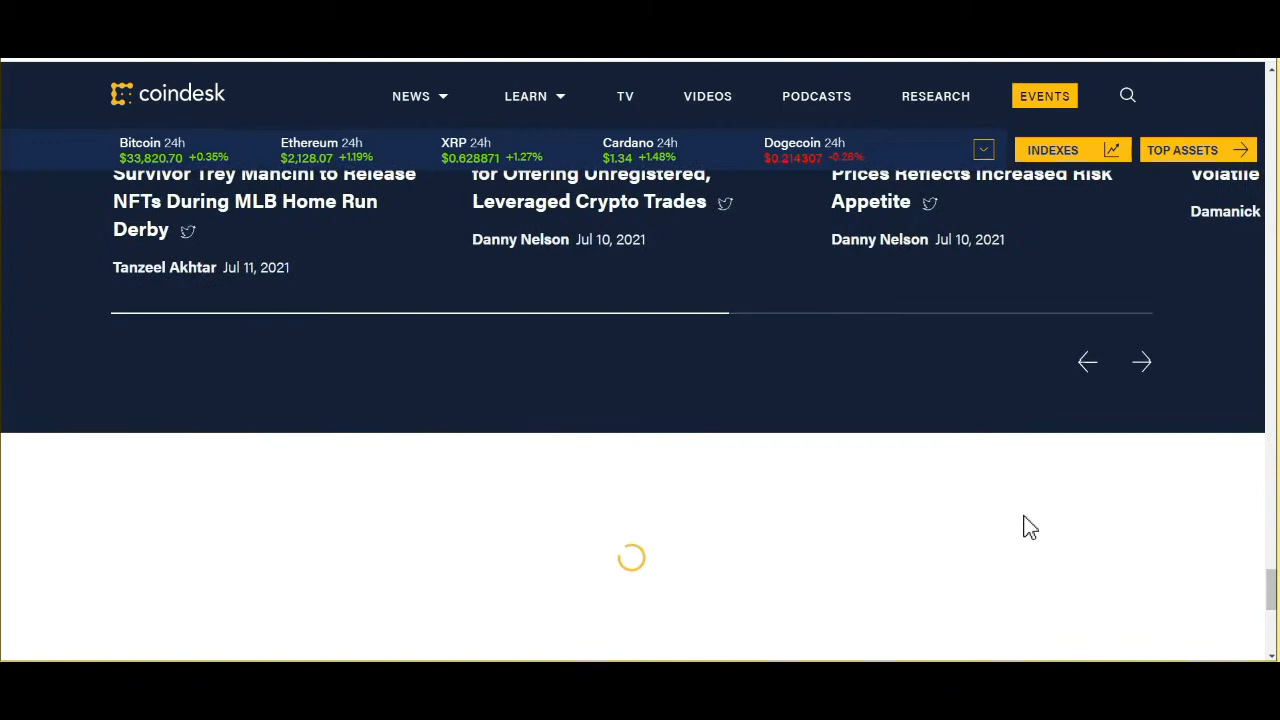 coindesk
NEWS
LEARN
TV
VIDEOS
PODCASTS
RESEARCH
EVENTS
Bitcoin 24h
$33,820.70 +0.35%
Ethereum 24h
$2,128.07 +1.19%
XRP 24h
$0.628871 +1.27%
Cardano 24h
$1.34 +1.48%
Dogecoin 24h
$0.214307 -0.28%
INDEXES
TOP ASSETS
Survivor Trey Mancini to Release
NFTs During MLB Home Run
Derby
Tanzeel Akhtar Jul 11, 2021
for Offering Unregistered,
Leveraged Crypto Trades
Danny Nelson Jul 10, 2021
Prices Reflects Increased Risk
Appetite
Danny Nelson Jul 10, 2021
Volatile
Damanick